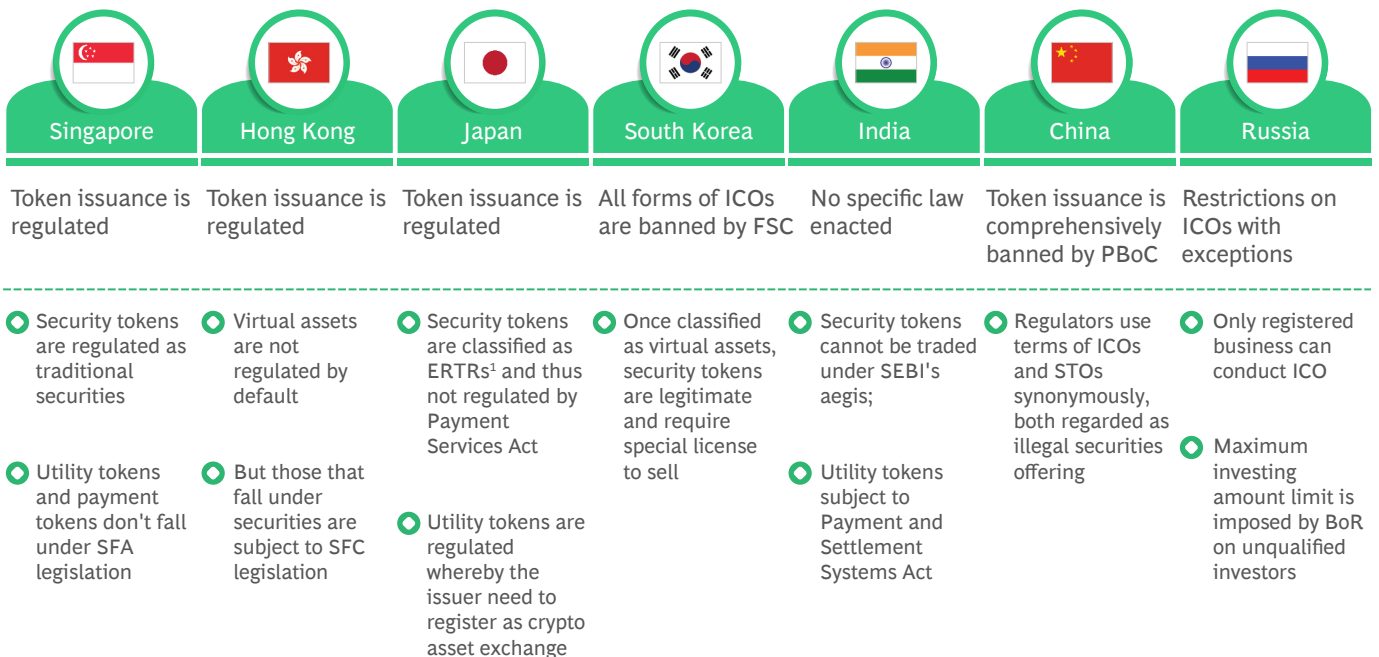 Singapore
Token issuance is
regulated
Security tokens
are regulated as
traditional
securities
Utility tokens
and payment
tokens don't fall
under SFA
legislation
Hong Kong
Token issuance is
regulated
Virtual assets
are not
regulated by
default
But those that
fall under
securities are
subject to SFC
legislation
Japan
Token issuance is
regulated
Security tokens
are classified as
ERTRs¹ and thus
not regulated by
Payment
Services Act
Utility tokens are
regulated
whereby the
issuer need to
register as crypto
asset exchange
South Korea
All forms of ICOs
are banned by FSC
Once classified
as virtual assets,
security tokens
are legitimate
and require
special license
to sell
India
No specific law
enacted
Security tokens
cannot be traded
under SEBI's
aegis;
Utility tokens
subject to
Payment and
Settlement
Systems Act
China
Token issuance is
comprehensively
banned by PBoC
Regulators use
terms of ICOs
and STOs
synonymously,
both regarded as
illegal securities
offering
Russia
Restrictions on
ICOs with
exceptions
Only registered
business can
conduct ICO
Maximum
investing
amount limit is
imposed by BoR
on unqualified
investors